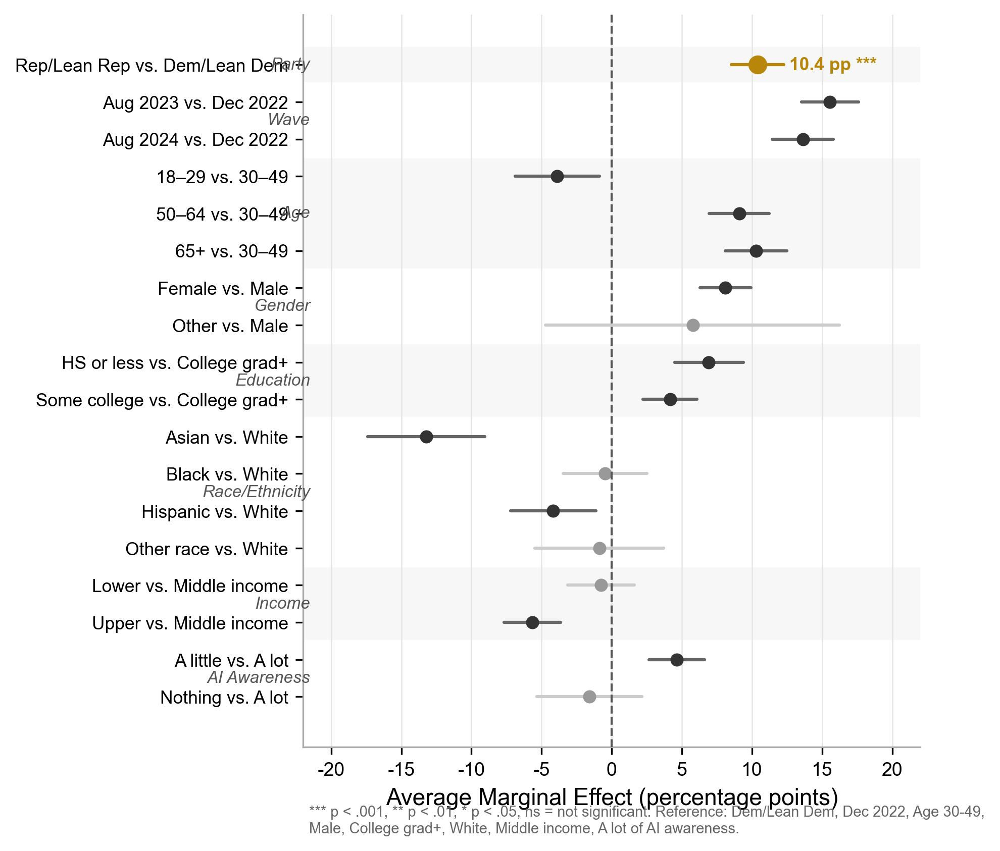 Rep/Lean Rep vs. Dem/Lean Dem
Party
10.4 pp ***
Aug 2023 vs. Dec 2022
Wave
Aug 2024 vs. Dec 2022
18–29 vs. 30–49
50–64 vs. 30–49
Age
65+ vs. 30–49
Female vs. Male
Gender
Other vs. Male
HS or less vs. College grad+
Education
Some college vs. College grad+
Asian vs. White
Black vs. White
Race/Ethnicity
Hispanic vs. White
Other race vs. White
Lower vs. Middle income
Income
Upper vs. Middle income
A little vs. A lot
AI Awareness
Nothing vs. A lot
-20 -15 -10 -5 0 5 10 15 20
Average Marginal Effect (percentage points)
*** p < .001, ** p < .01, * p < .05, ns = not significant. Reference: Dem/Lean Dem, Dec 2022, Age 30-49,
Male, College grad+, White, Middle income, A lot of AI awareness.